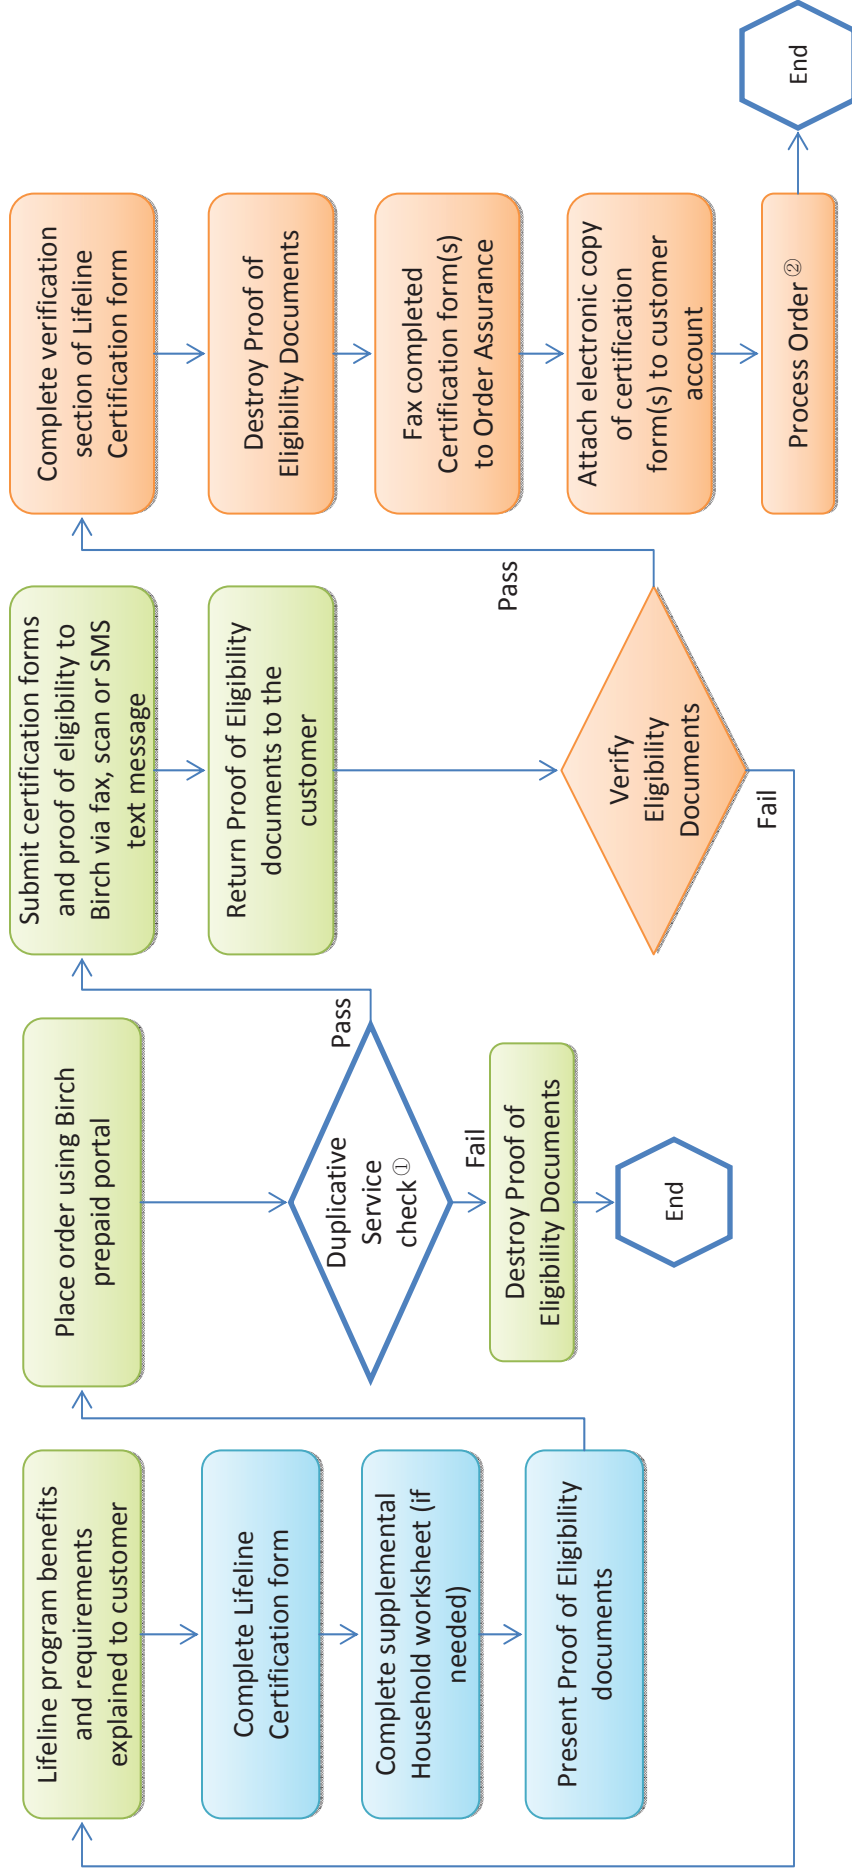 Lifeline program benefits
and requirements
explained to customer
Complete Lifeline
Certification form
Complete supplemental
Household worksheet (if
needed)
Present Proof of Eligibility
documents
Place order using Birch
prepaid portal
Duplicative
Service
check ①
Pass
Fail
Destroy Proof of
Eligibility Documents
End
Submit certification forms
and proof of eligibility to
Birch via fax, scan or SMS
text message
Return Proof of Eligibility
documents to the
customer
Verify
Eligibility
Documents
Pass
Fail
Complete verification
section of Lifeline
Certification form
Destroy Proof of
Eligibility Documents
Fax completed
Certification form(s)
to Order Assurance
Attach electronic copy
of certification
form(s) to customer
account
Process Order ②
End